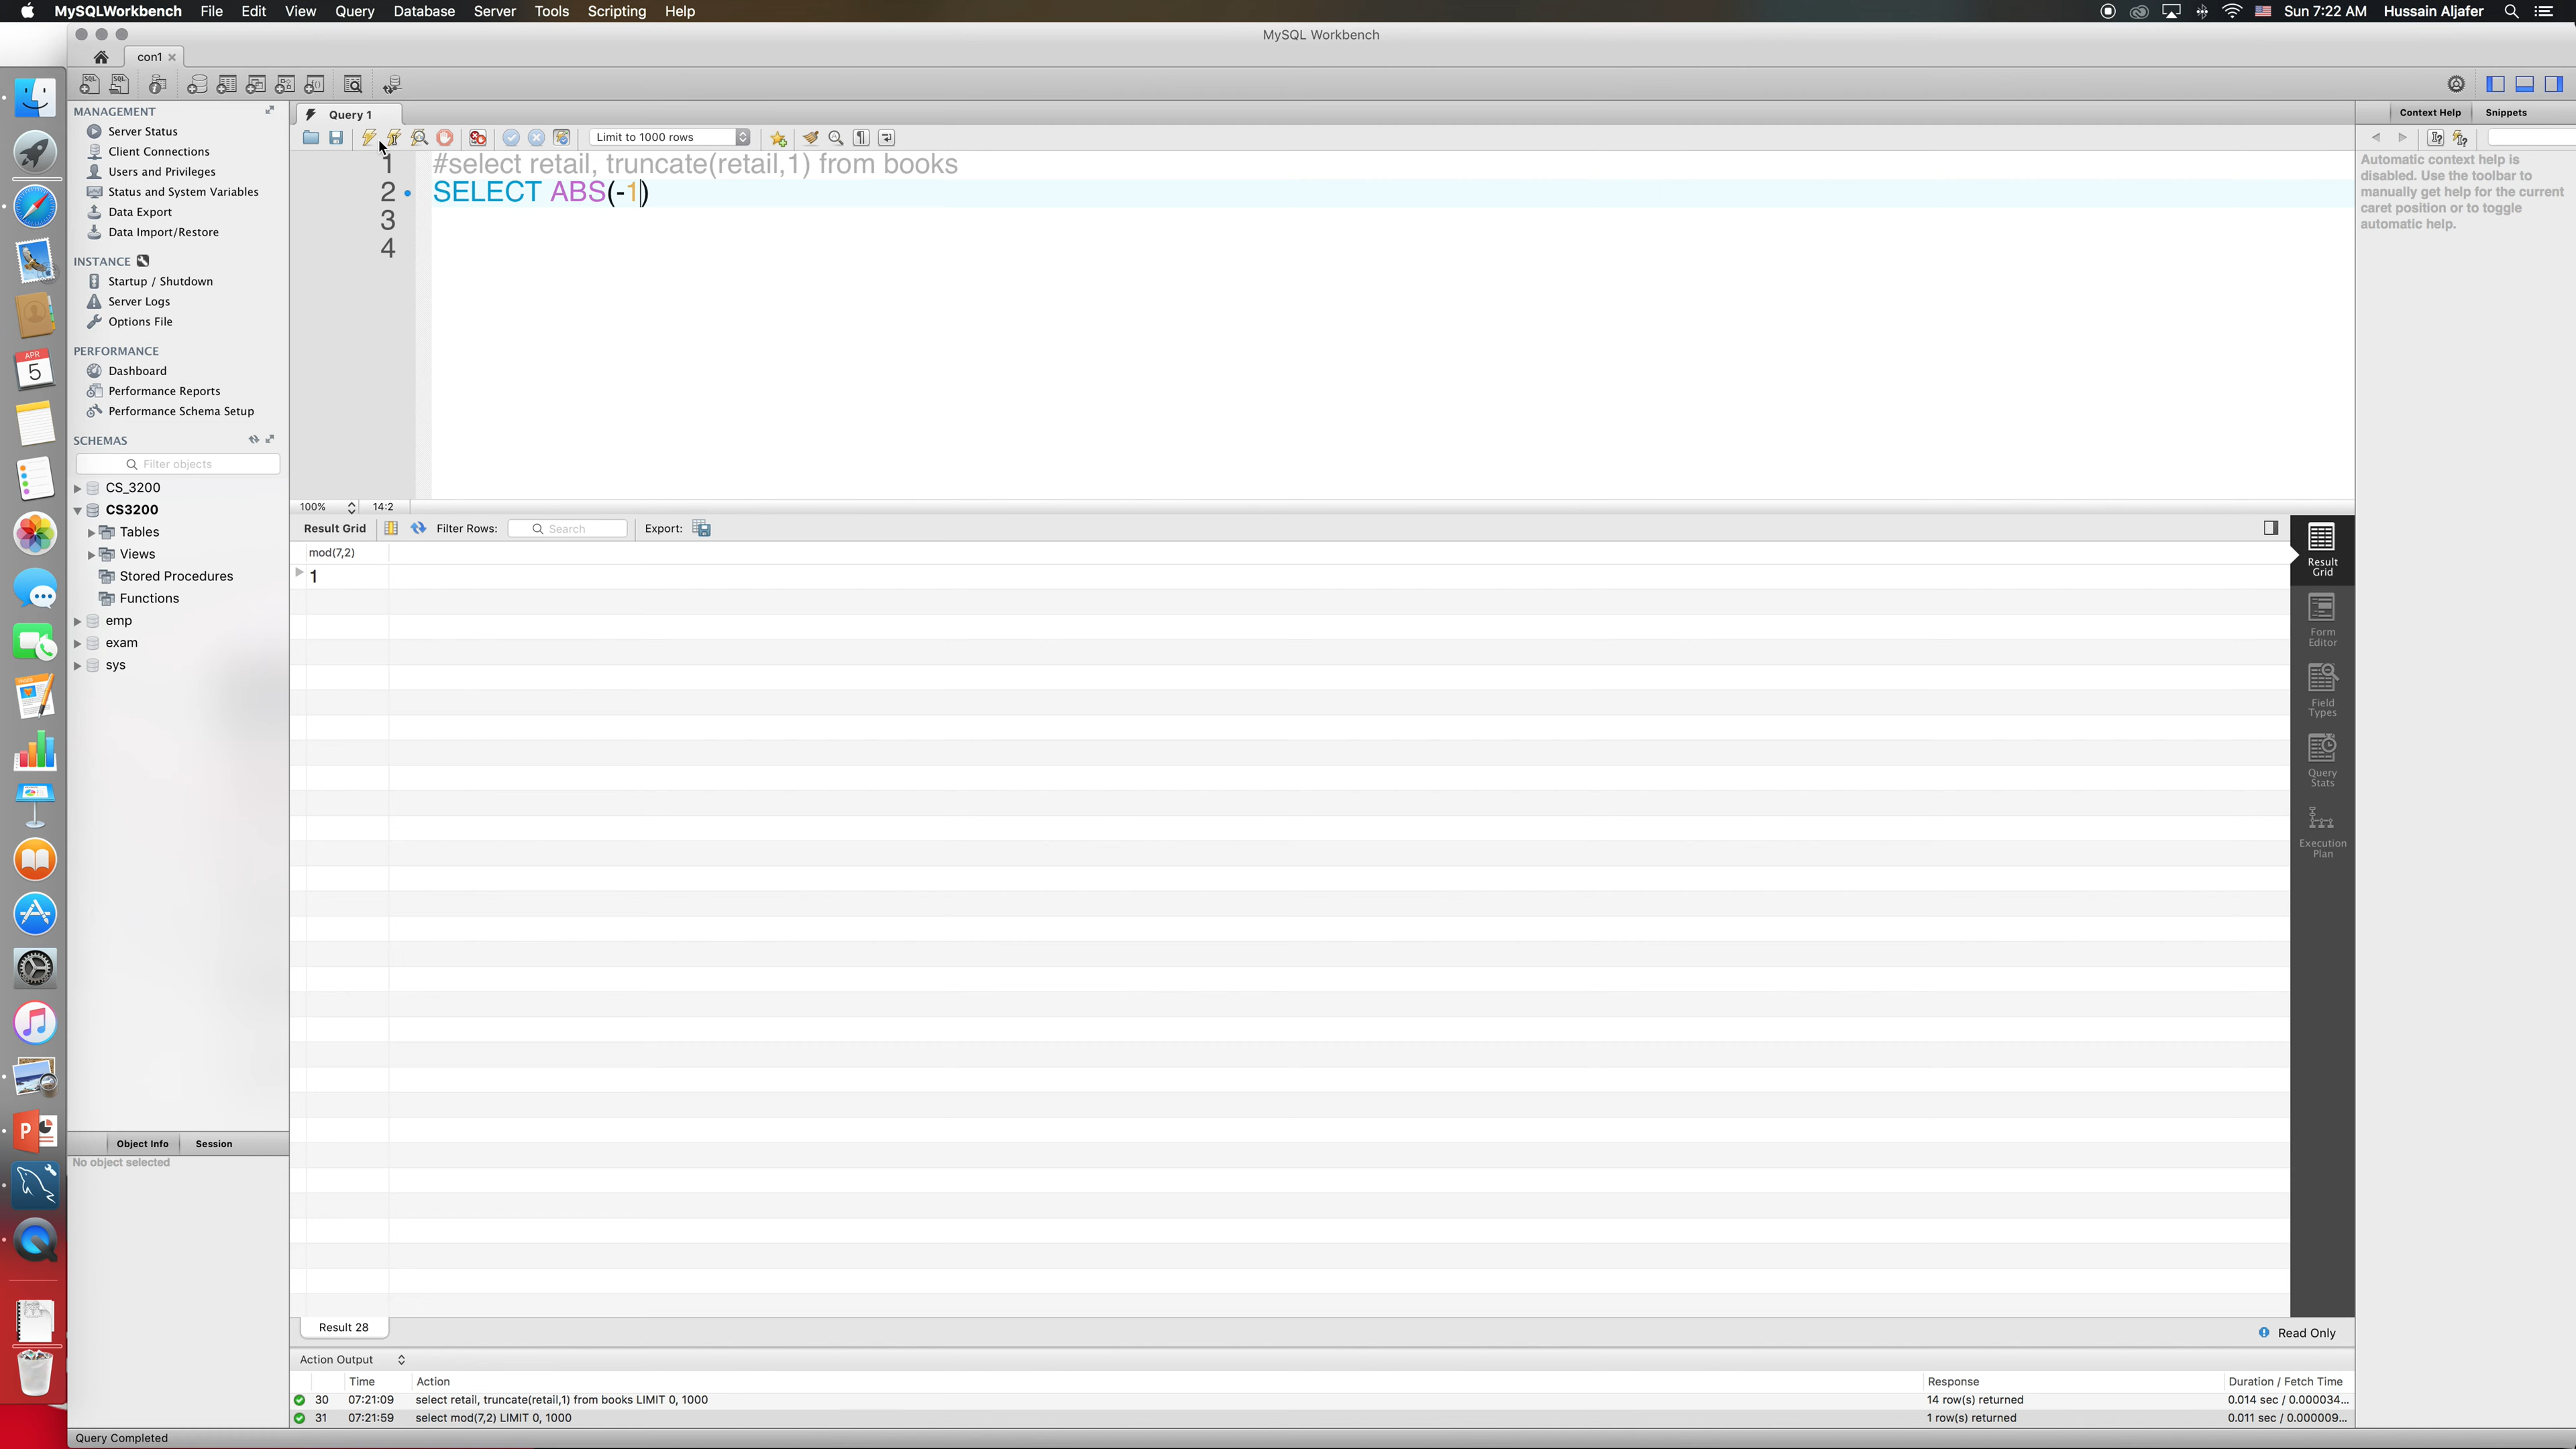 MySQLWorkbench File Edit View Query Database Server Tools Scripting Help Sun 7:22 AM Hussain Aljafer
MySQL Workbench
con1
MANAGEMENT
Server Status
Client Connections
Users and Privileges
Status and System Variables
Data Export
Data Import/Restore
INSTANCE
Startup / Shutdown
Server Logs
Options File
PERFORMANCE
Dashboard
Performance Reports
Performance Schema Setup
SCHEMAS
Filter objects
CS_3200
CS3200
Tables
Views
Stored Procedures
Functions
emp
exam
sys
Object Info Session
No object selected
Query 1
Limit to 1000 rows
1 #select retail, truncate(retail,1) from books
2 SELECT ABS(-1)
3
4
100% 14:2
Result Grid Filter Rows: Search Export:
mod(7,2)
1
Result Grid
Form Editor
Field Types
Query Stats
Execution Plan
Result 28 Read Only
Action Output
Time Action Response Duration / Fetch Time
30 07:21:09 select retail, truncate(retail,1) from books LIMIT 0, 1000 14 row(s) returned 0.014 sec / 0.000034...
31 07:21:59 select mod(7,2) LIMIT 0, 1000 1 row(s) returned 0.011 sec / 0.000009...
Query Completed
Context Help Snippets
Automatic context help is
disabled. Use the toolbar to
manually get help for the current
caret position or to toggle
automatic help.
APR
5